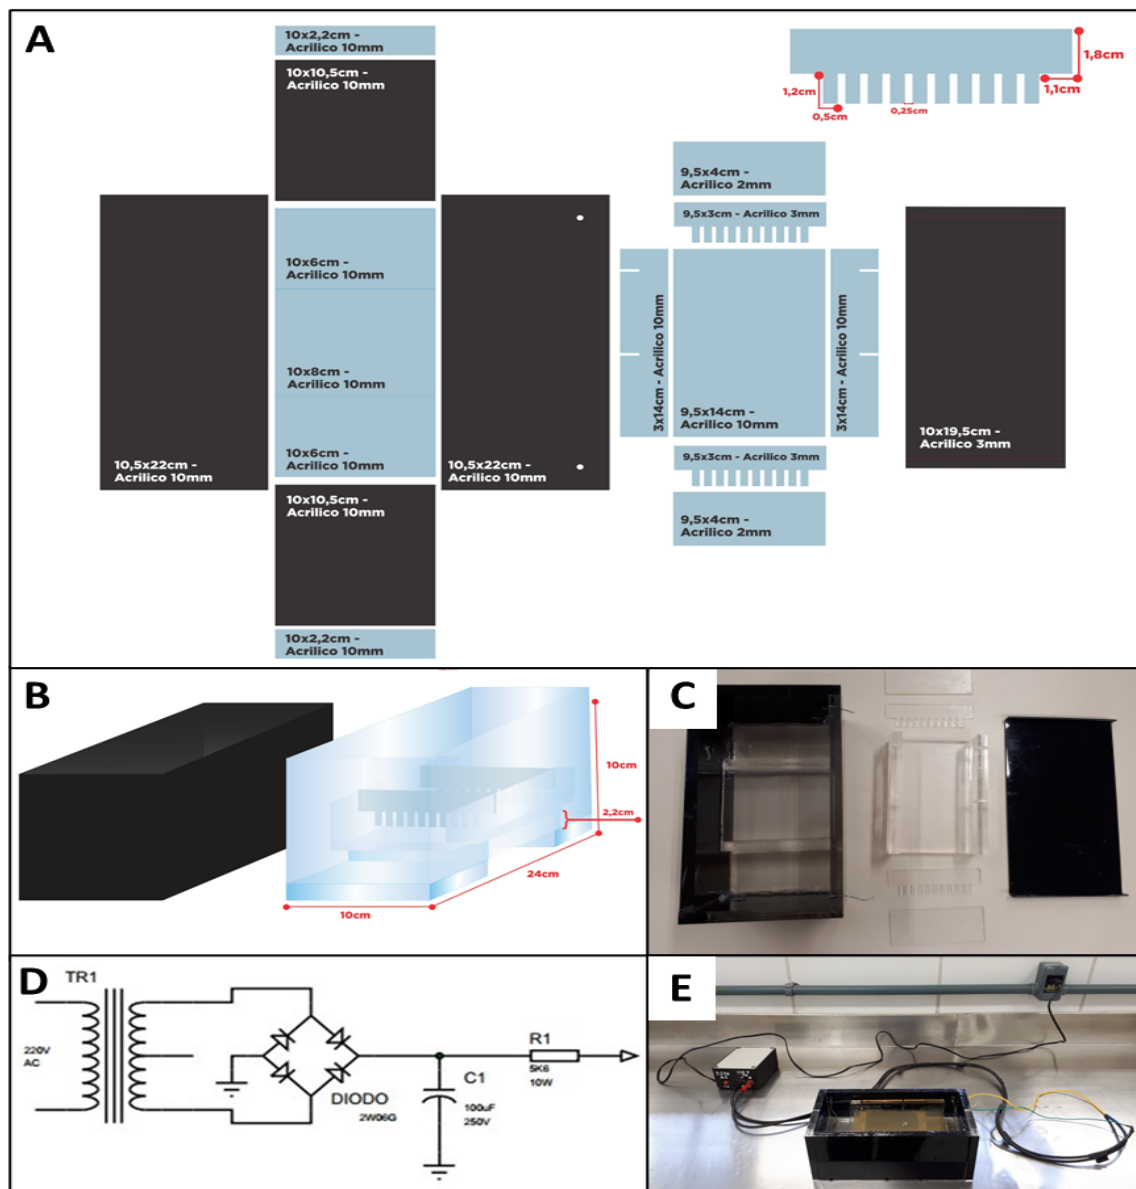 A
10x2,2cm -
Acrilico 10mm
10x10,5cm -
Acrilico 10mm
1,8cm
1,2cm
1,1cm
0,5cm
0,25cm
9,5x4cm -
Acrilico 2mm
9,5x3cm - Acrilico 3mm
10x6cm -
Acrilico 10mm
10x8cm -
Acrilico 10mm
3x14cm - Acrilico 10mm
3x14cm - Acrilico 10mm
9,5x14cm -
Acrilico 10mm
10x19,5cm -
Acrilico 3mm
10,5x22cm -
Acrilico 10mm
10x6cm -
Acrilico 10mm
10,5x22cm -
Acrilico 10mm
9,5x3cm - Acrilico 3mm
10x10,5cm -
Acrilico 10mm
9,5x4cm -
Acrilico 2mm
10x2,2cm -
Acrilico 10mm
B
10cm
2,2cm
24cm
10cm
C
D
TR1
220V
AC
DIODO
2W06G
C1
100uF
250V
R1
5K6
10W
E